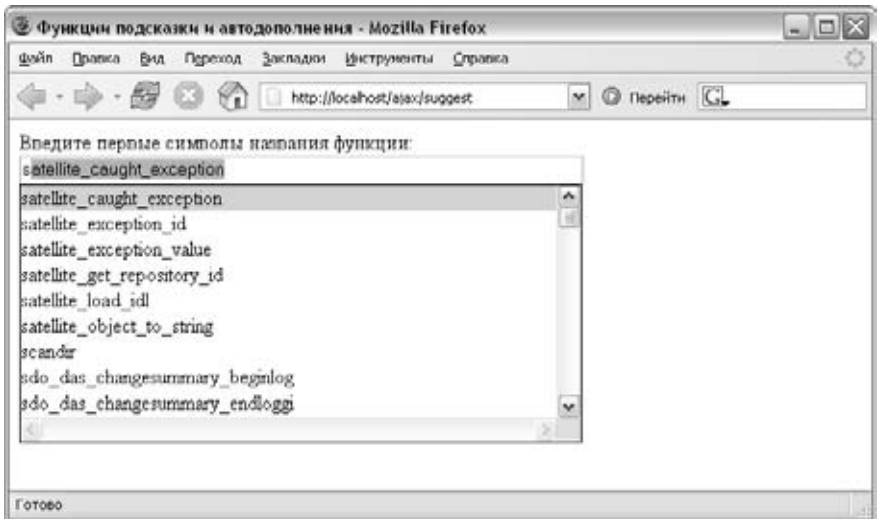 Функции подсказки и автодополнения - Mozilla Firefox
Файл Правка Вид Переход Закладки Инструменты Справка
http://localhost/ajax/suggest Перейти G
Введите первые символы названия функции:
satellite_caught_exception
satellite_caught_exception
satellite_exception_id
satellite_exception_value
satellite_get_repository_id
satellite_load_idl
satellite_object_to_string
scandir
sdo_das_changesummary_beginlog
sdo_das_changesummary_endloggi
Готово